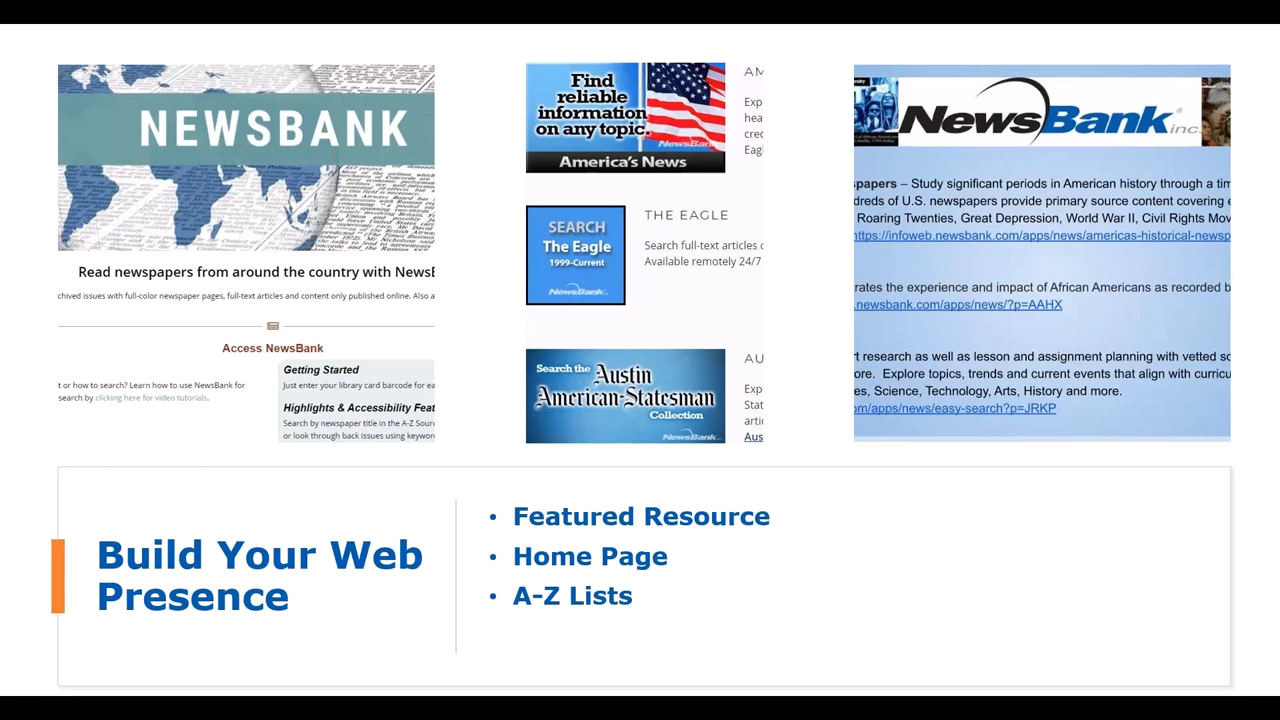 NEWSBANK
Read newspapers from around the country with
chived issues with full-color newspaper pages, full-text articles and content only published online. Also a
Access NewsBank
t or how to search? Learn how to use NewsBank for
search by clicking here for video tutorials.
Getting Started
Just enter your library card barcode for ea
Highlights & Accessibility Feat
Search by newspaper title in the A-Z Sour
or look through back issues using keywor
Find
reliable
information
on any topic.
NewsBank
America's News
AM
Exp
hea
cred
Eagl
SEARCH
The Eagle
1999-Current
NewsBank
THE EAGLE
Search full-text articles
Available remotely 24/7
Search the Austin
American-Statesman
Collection
NewsBank
AU
Exp
Stat
artic
Aus
NewsBank inc.
papers – Study significant periods in American history through a tim
dreds of U.S. newspapers provide primary source content covering
Roaring Twenties, Great Depression, World War II, Civil Rights Mov
https://infoweb.newsbank.com/apps/news/americas-historical-newsp
rates the experience and impact of African Americans as recorded b
.newsbank.com/apps/news/?p=AAHX
rt research as well as lesson and assignment planning with vetted so
ore. Explore topics, trends and current events that align with curricu
es, Science, Technology, Arts, History and more.
om/apps/news/easy-search?p=JRKP
Build Your Web
Presence
• Featured Resource
• Home Page
• A-Z Lists